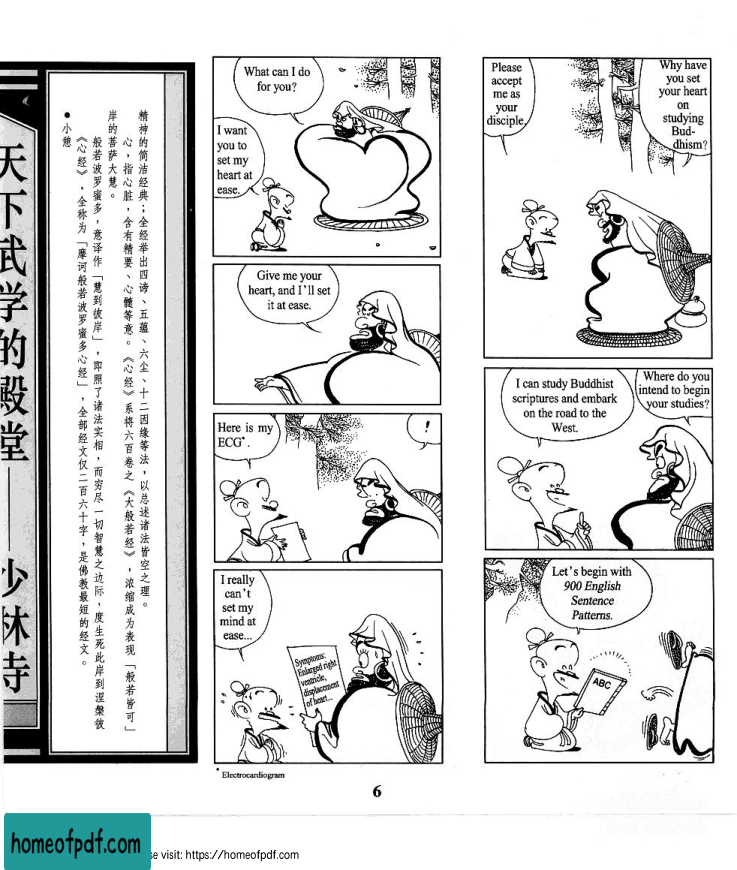 天下武学的殿堂——少林寺
● 小憩
《心经》，全称为「摩诃般若波罗蜜多心经」，全部经文仅二百六十字，是佛教最短的经文。
般若波罗蜜多，意译作「慧到彼岸」，即照了诸法实相，而穷尽一切智慧之边际，度生死此岸到涅槃彼
岸的菩萨大慧。
心，指心脏，含有精要、心髓等意。《心经》系将六百卷之《大般若经》，浓缩成为表现「般若皆可」
精神的简洁经典；全经举出四谛、五蕴、六尘、十二因缘等法，以总述诸法皆空之理。
What can I do
for you?
I want
you to
set my
heart at
ease.
Give me your
heart, and I'll set
it at ease.
Here is my
ECG*.
!
I really
can't
set my
mind at
ease...
Symptoms:
Enlarged right
ventricle,
displacement
of heart...
* Electrocardiogram
Please
accept
me as
your
disciple.
Why have
you set
your heart
on
studying
Bud-
dhism?
I can study Buddhist
scriptures and embark
on the road to the
West.
Where do you
intend to begin
your studies?
Let's begin with
900 English
Sentence
Patterns.
ABC
6
homeofpdf.com
se visit: https://homeofpdf.com